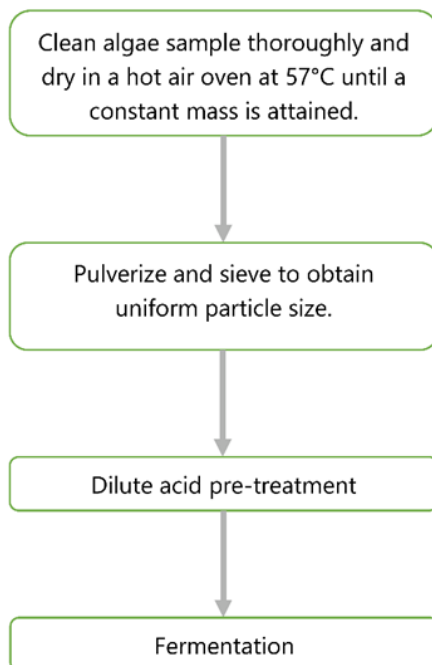 Clean algae sample thoroughly and
dry in a hot air oven at 57°C until a
constant mass is attained.
Pulverize and sieve to obtain
uniform particle size.
Dilute acid pre-treatment
Fermentation